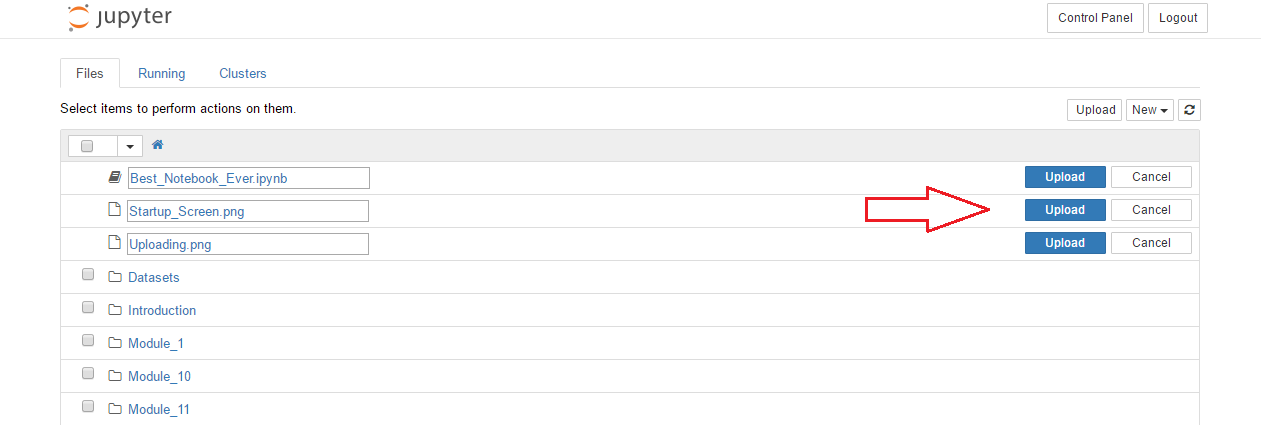 jupyter
Control Panel Logout
Files Running Clusters
Select items to perform actions on them.
Upload New
Best_Notebook_Ever.ipynb Upload Cancel
Startup_Screen.png Upload Cancel
Uploading.png Upload Cancel
Datasets
Introduction
Module_1
Module_10
Module_11